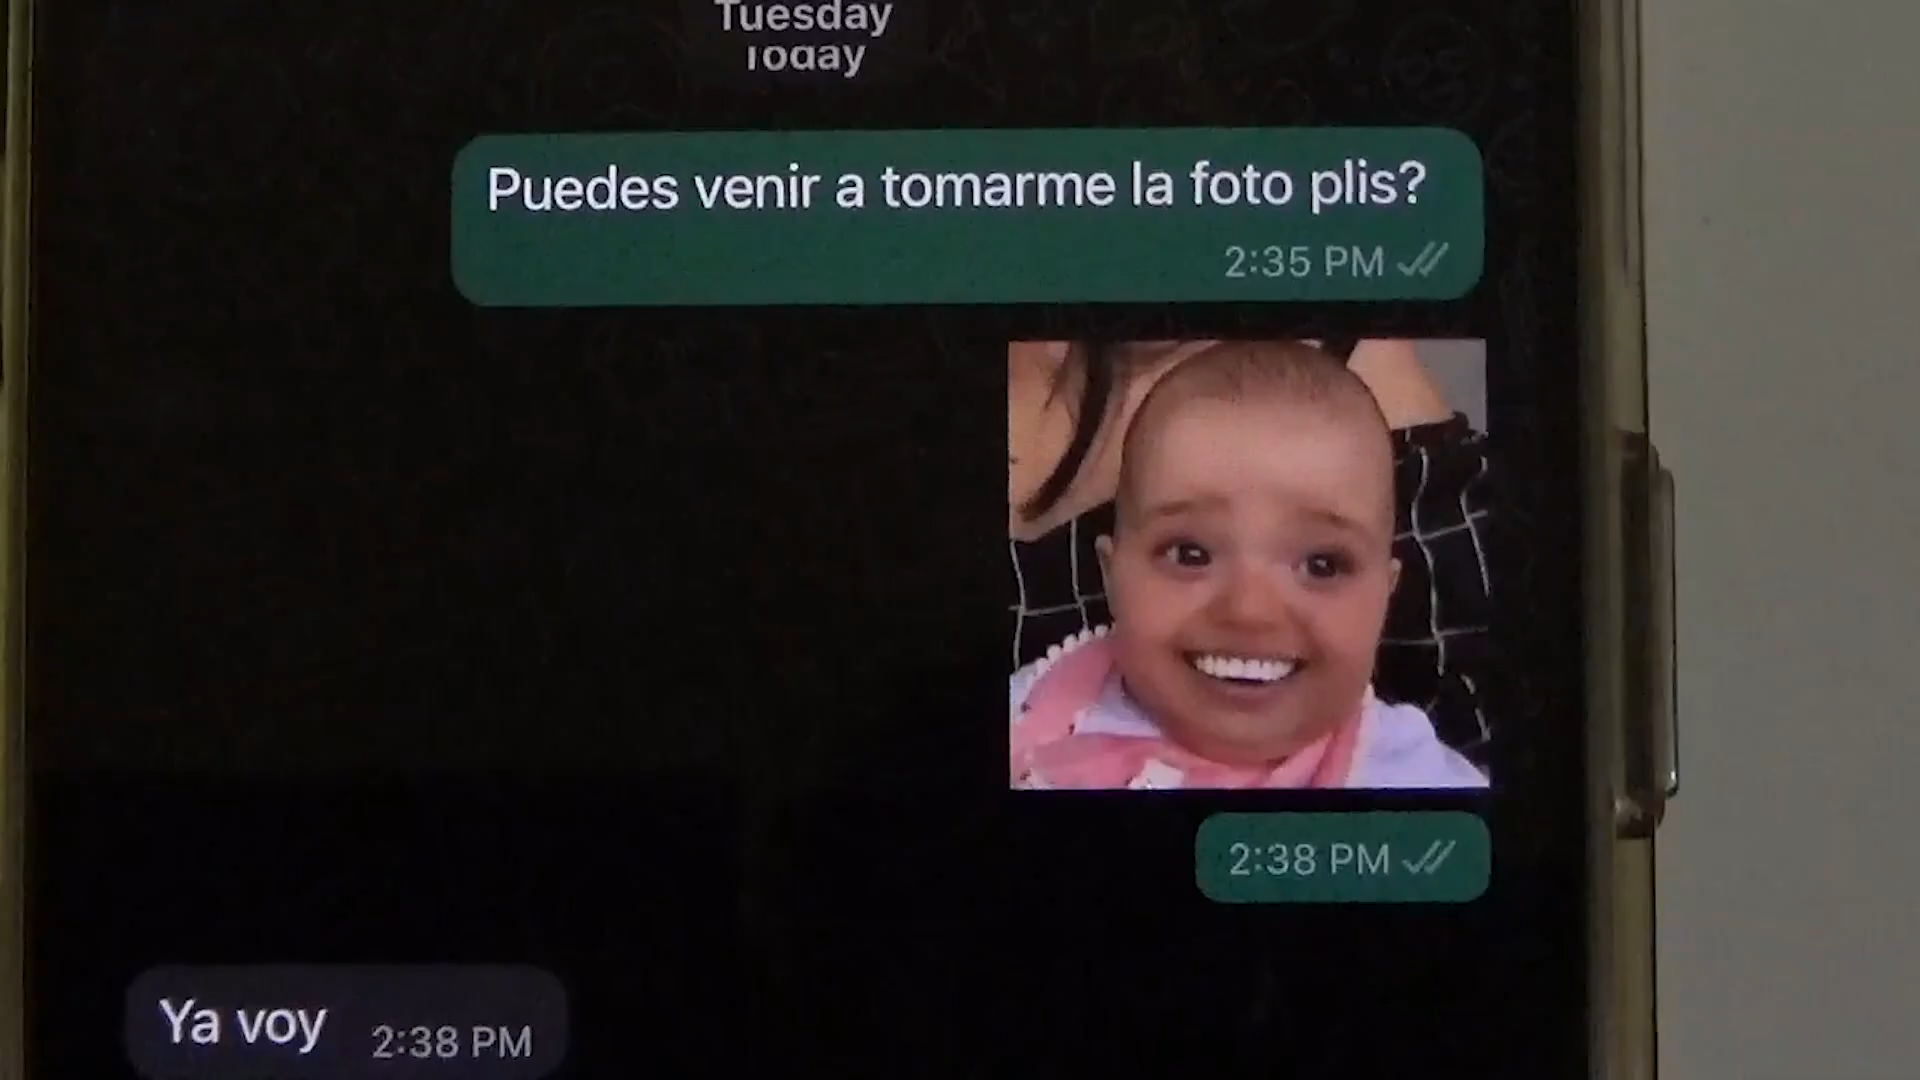 Tuesday
Today
Puedes venir a tomarme la foto plis?
2:35 PM
2:38 PM
Ya voy 2:38 PM